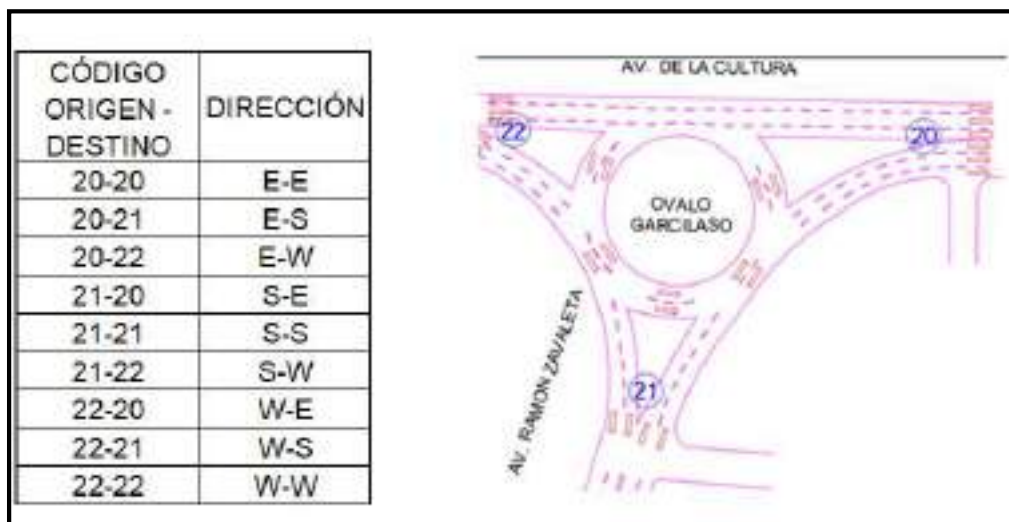 CÓDIGO
ORIGEN -
DESTINO
DIRECCIÓN
20-20 E-E
20-21 E-S
20-22 E-W
21-20 S-E
21-21 S-S
21-22 S-W
22-20 W-E
22-21 W-S
22-22 W-W
AV. DE LA CULTURA
22
20
OVALO
GARCILASO
21
AV. RAMON ZAVALETA